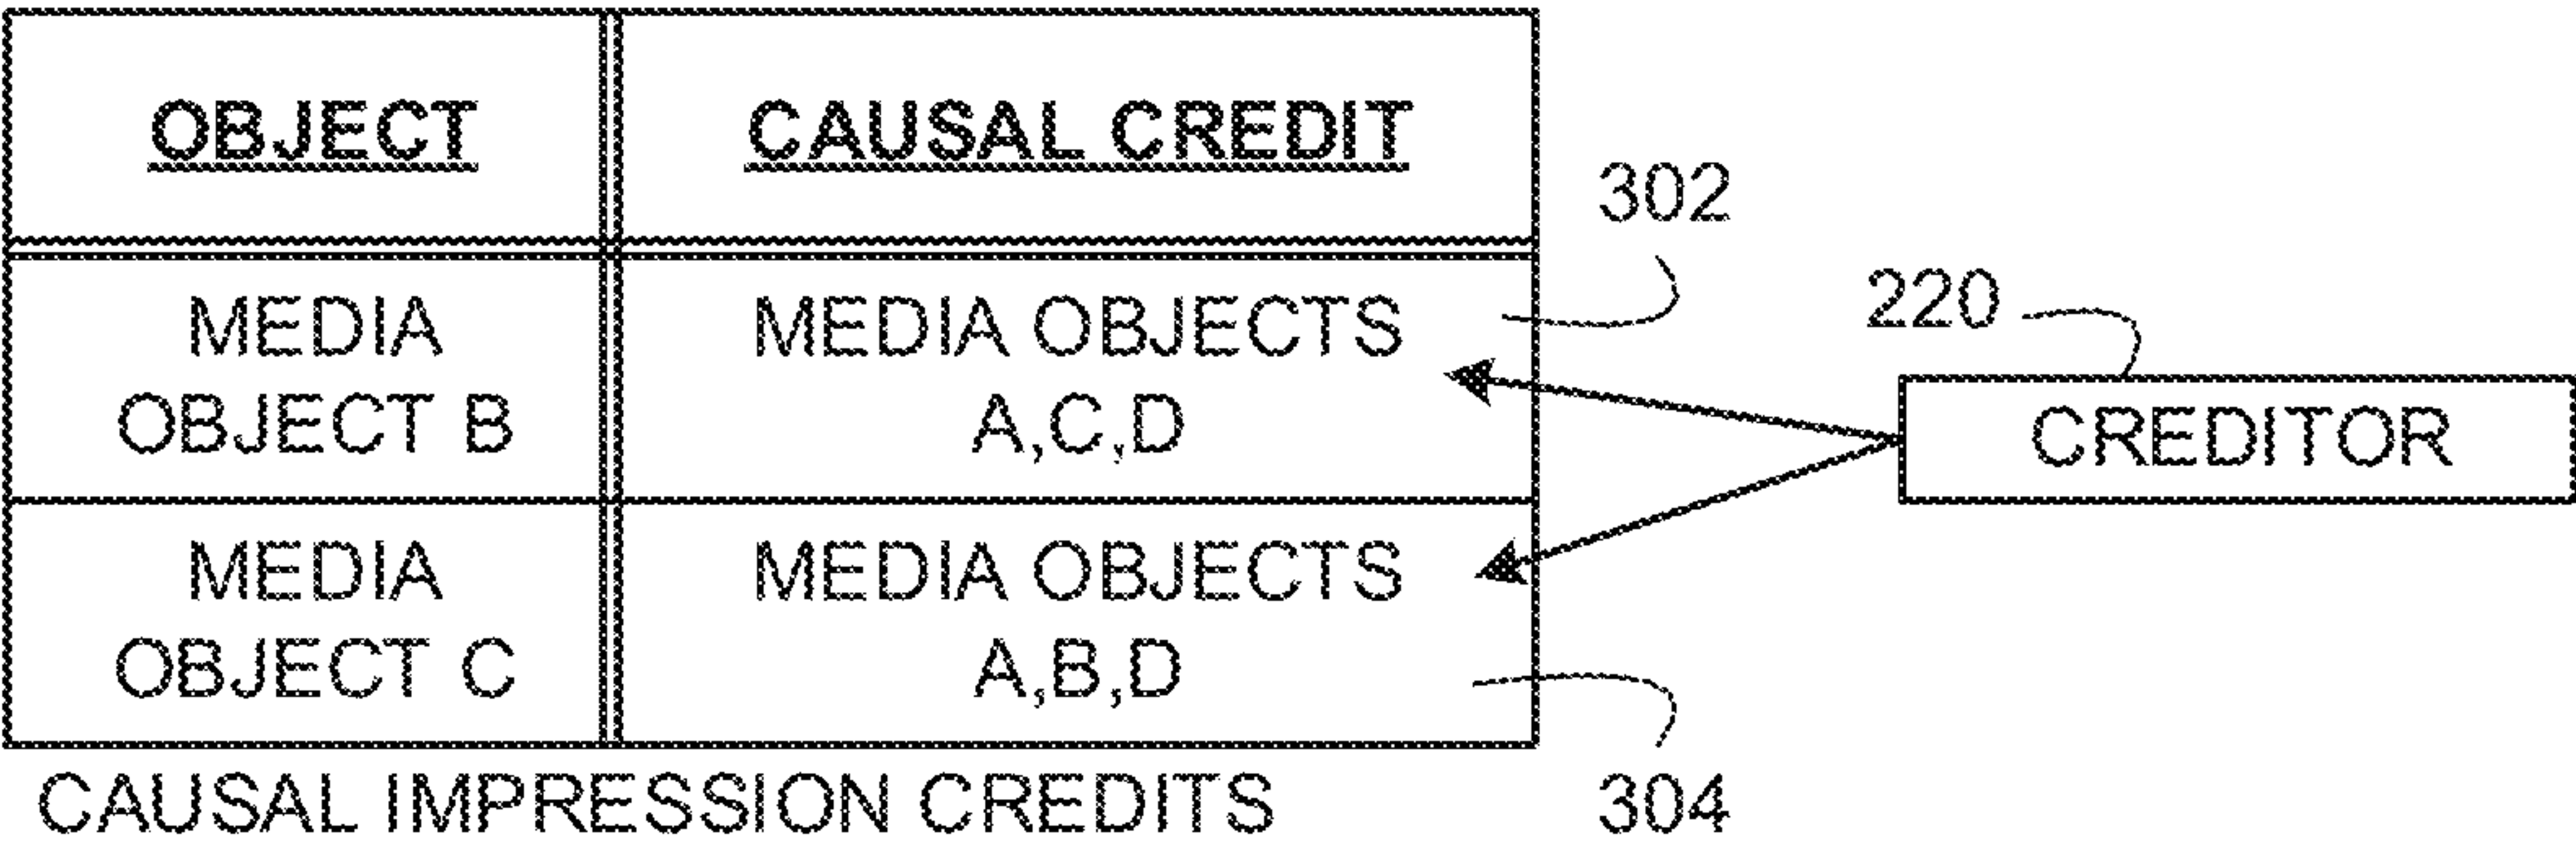 OBJECT
CAUSAL CREDIT
302
MEDIA
OBJECT B
MEDIA OBJECTS
A,C,D
220
CREDITOR
MEDIA
OBJECT C
MEDIA OBJECTS
A,B,D
CAUSAL IMPRESSION CREDITS
304